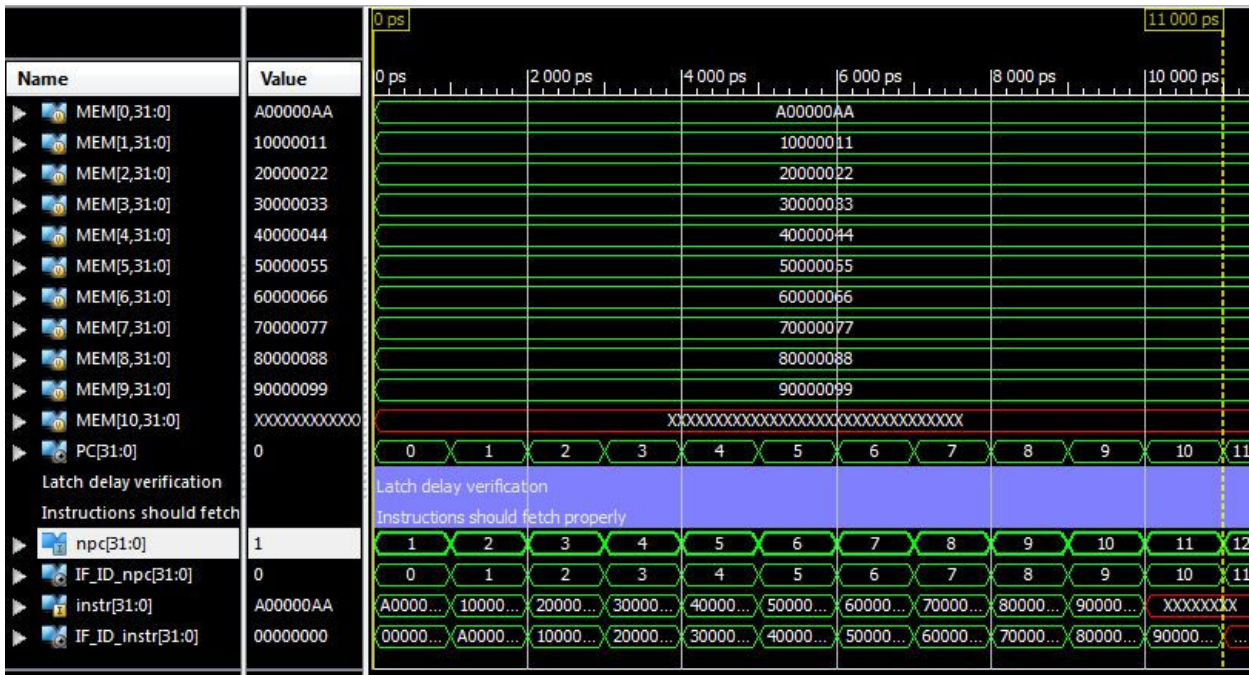 0 ps 11 000 ps
Name Value 0 ps 2 000 ps 4 000 ps 6 000 ps 8 000 ps 10 000 ps
MEM[0,31:0] A00000AA A00000AA
MEM[1,31:0] 10000011 10000011
MEM[2,31:0] 20000022 20000022
MEM[3,31:0] 30000033 30000033
MEM[4,31:0] 40000044 40000044
MEM[5,31:0] 50000055 50000055
MEM[6,31:0] 60000066 60000066
MEM[7,31:0] 70000077 70000077
MEM[8,31:0] 80000088 80000088
MEM[9,31:0] 90000099 90000099
MEM[10,31:0] XXXXXXXXXXXX XXXXXXXXXXXXXXXXXXXXXXXXXXXXXXXX
PC[31:0] 0 0 1 2 3 4 5 6 7 8 9 10 11
Latch delay verification Latch delay verification
Instructions should fetch Instructions should fetch properly
npc[31:0] 1 1 2 3 4 5 6 7 8 9 10 11 12
IF_ID_npc[31:0] 0 0 1 2 3 4 5 6 7 8 9 10 11
instr[31:0] A00000AA A0000... 10000... 20000... 30000... 40000... 50000... 60000... 70000... 80000... 90000... XXXXXXXX
IF_ID_instr[31:0] 00000000 00000... A0000... 10000... 20000... 30000... 40000... 50000... 60000... 70000... 80000... 90000... ...